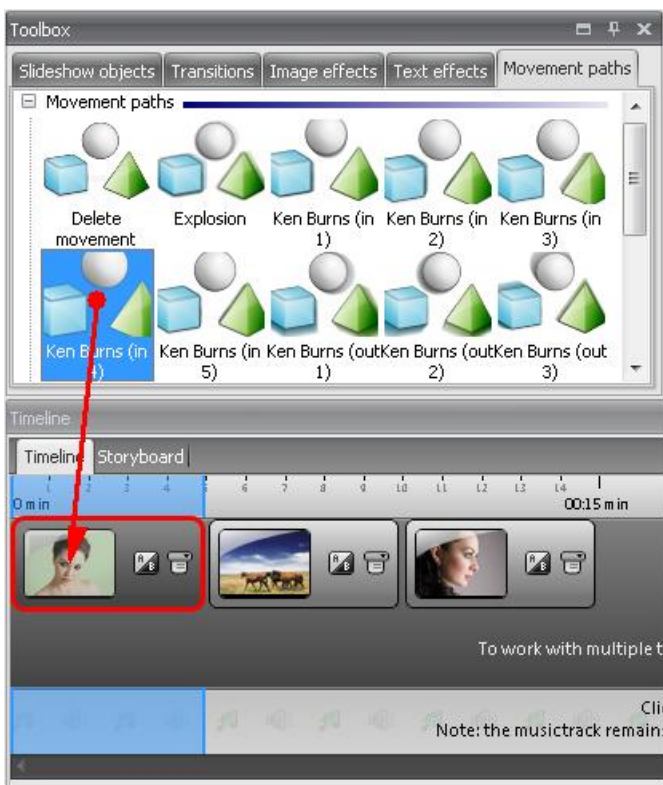 Toolbox
Slideshow objects Transitions Image effects Text effects Movement paths
Movement paths
Delete movement
Explosion
Ken Burns (in 1)
Ken Burns (in 2)
Ken Burns (in 3)
Ken Burns (in 4)
Ken Burns (in 5)
Ken Burns (out 1)
Ken Burns (out 2)
Ken Burns (out 3)
Timeline
Timeline Storyboard
1 2 3 4 5 6 7 8 9 10 11 12 13 14
0 min 00:15 min
A B A B A B
To work with multiple t
Cli
Note: the musictrack remain